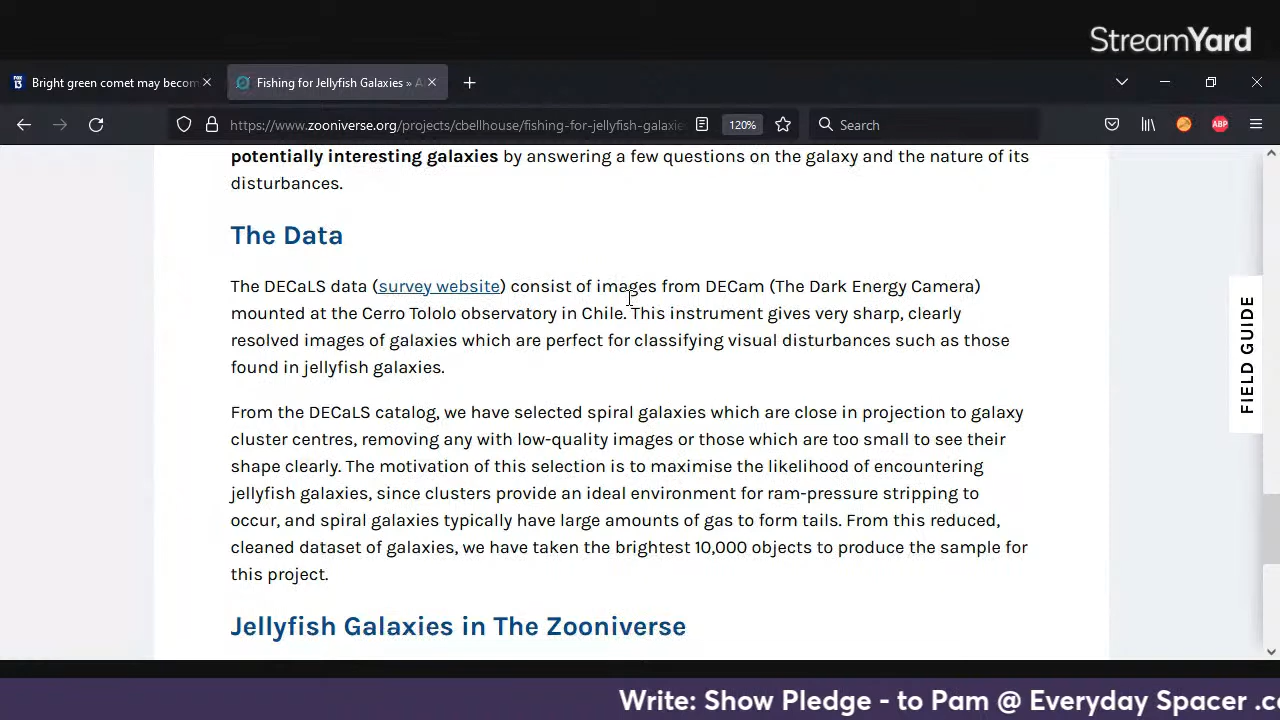 StreamYard
Bright green comet may becom
Fishing for Jellyfish Galaxies » A
https://www.zooniverse.org/projects/cbellhouse/fishing-for-jellyfish-galaxie
120%
Search
ABP
potentially interesting galaxies by answering a few questions on the galaxy and the nature of its
disturbances.
The Data
The DECaLS data (survey website) consist of images from DECam (The Dark Energy Camera)
mounted at the Cerro Tololo observatory in Chile. This instrument gives very sharp, clearly
resolved images of galaxies which are perfect for classifying visual disturbances such as those
found in jellyfish galaxies.
From the DECaLS catalog, we have selected spiral galaxies which are close in projection to galaxy
cluster centres, removing any with low-quality images or those which are too small to see their
shape clearly. The motivation of this selection is to maximise the likelihood of encountering
jellyfish galaxies, since clusters provide an ideal environment for ram-pressure stripping to
occur, and spiral galaxies typically have large amounts of gas to form tails. From this reduced,
cleaned dataset of galaxies, we have taken the brightest 10,000 objects to produce the sample for
this project.
Jellyfish Galaxies in The Zooniverse
FIELD GUIDE
Write: Show Pledge - to Pam @ Everyday Spacer .c